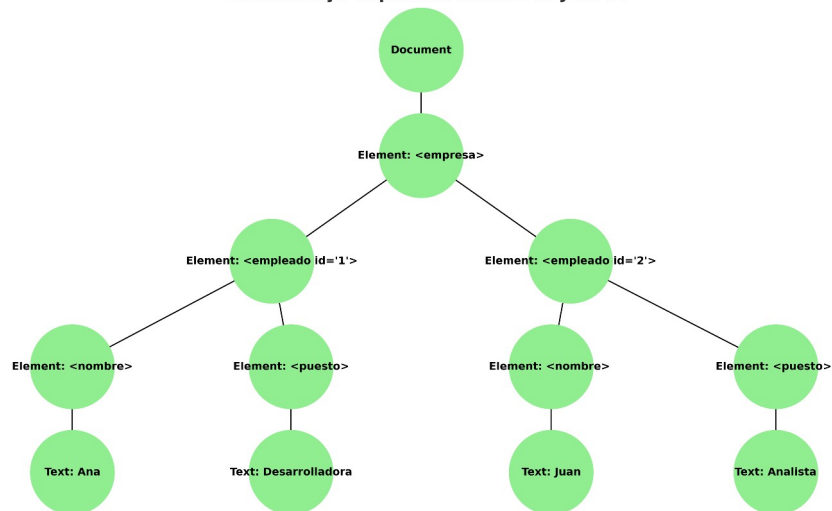 Document
Element: <empresa>
Element: <empleado id='1'>
Element: <empleado id='2'>
Element: <nombre>
Element: <puesto>
Element: <nombre>
Element: <puesto>
Text: Ana
Text: Desarrolladora
Text: Juan
Text: Analista